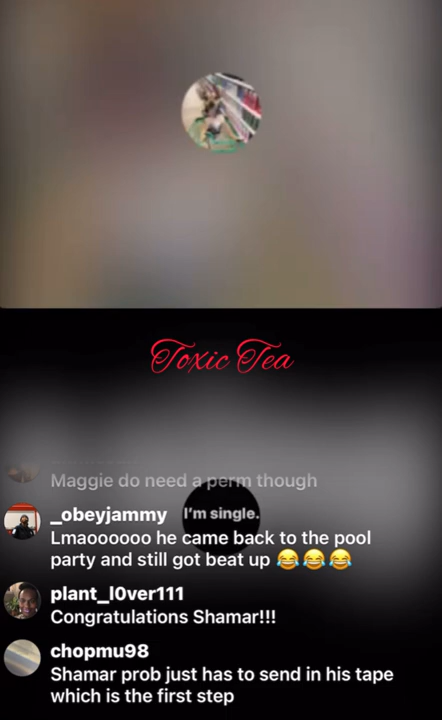 Toxic Tea
Maggie do need a perm though
_obeyjammy
I'm single.
Lmaoooooo he came back to the pool
party and still got beat up 😂😂😂
plant_l0ver111
Congratulations Shamar!!!
chopmu98
Shamar prob just has to send in his tape
which is the first step